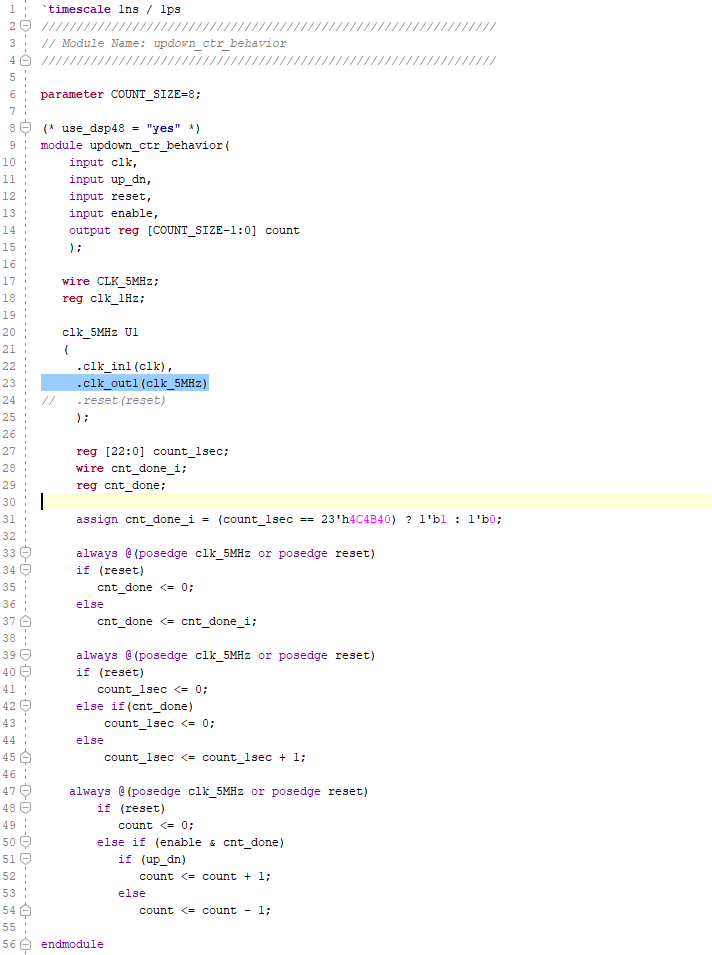 1 `timescale 1ns / 1ps
2 /////////////////////////////////////////////////////////////////
3 // Module Name: updown_ctr_behavior
4 /////////////////////////////////////////////////////////////////
5
6 parameter COUNT_SIZE=8;
7
8 (* use_dsp48 = "yes" *)
9 module updown_ctr_behavior(
10     input clk,
11     input up_dn,
12     input reset,
13     input enable,
14     output reg [COUNT_SIZE-1:0] count
15     );
16
17    wire CLK_5MHz;
18    reg clk_1Hz;
19
20    clk_5MHz U1
21    (
22      .clk_in1(clk),
23      .clk_out1(clk_5MHz)
24 //   .reset(reset)
25      );
26
27      reg [22:0] count_1sec;
28      wire cnt_done_i;
29      reg cnt_done;
30
31      assign cnt_done_i = (count_1sec == 23'h4C4B40) ? 1'b1 : 1'b0;
32
33      always @(posedge clk_5MHz or posedge reset)
34      if (reset)
35         cnt_done <= 0;
36      else
37         cnt_done <= cnt_done_i;
38
39      always @(posedge clk_5MHz or posedge reset)
40      if (reset)
41         count_1sec <= 0;
42      else if(cnt_done)
43          count_1sec <= 0;
44      else
45          count_1sec <= count_1sec + 1;
46
47     always @(posedge clk_5MHz or posedge reset)
48         if (reset)
49            count <= 0;
50         else if (enable & cnt_done)
51            if (up_dn)
52               count <= count + 1;
53            else
54               count <= count - 1;
55
56 endmodule